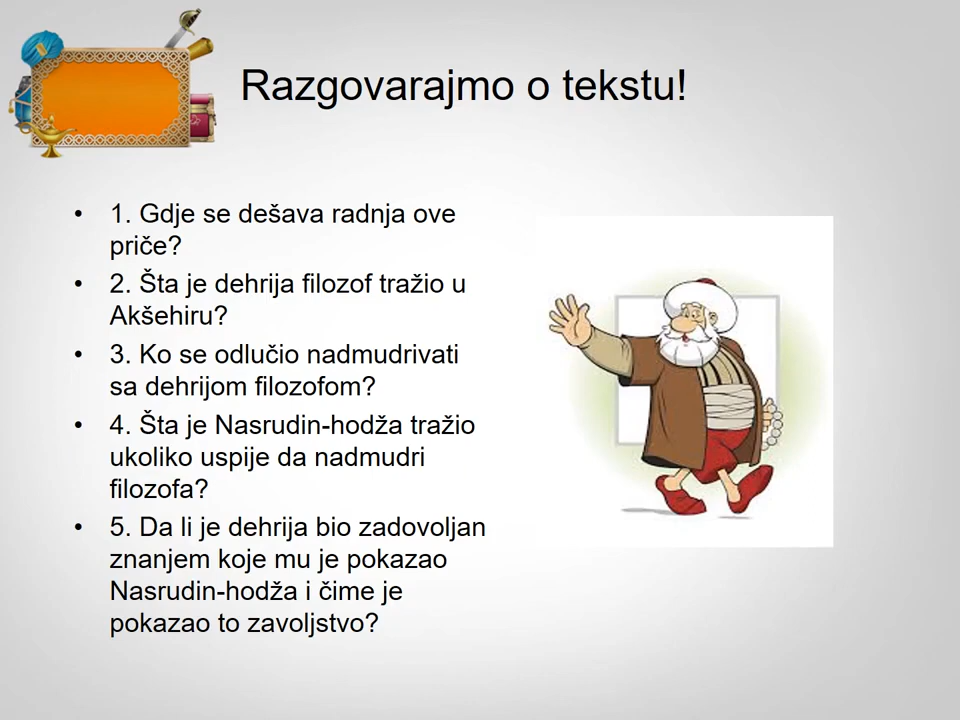 Razgovarajmo o tekstu!
• 1. Gdje se dešava radnja ove
priče?
• 2. Šta je dehrija filozof tražio u
Akšehiru?
• 3. Ko se odlučio nadmudrivati
sa dehrijom filozofom?
• 4. Šta je Nasrudin-hodža tražio
ukoliko uspije da nadmudri
filozofa?
• 5. Da li je dehrija bio zadovoljan
znanjem koje mu je pokazao
Nasrudin-hodža i čime je
pokazao to zavoljstvo?